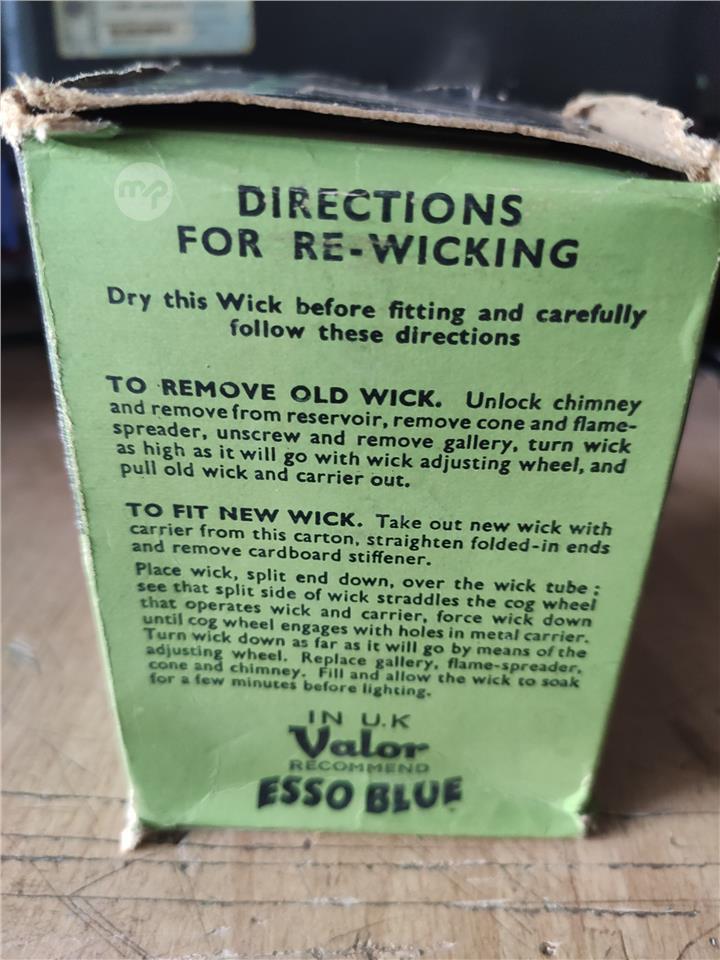 mp
DIRECTIONS
FOR RE-WICKING
Dry this Wick before fitting and carefully
follow these directions
TO REMOVE OLD WICK. Unlock chimney
and remove from reservoir, remove cone and flame-
spreader, unscrew and remove gallery, turn wick
as high as it will go with wick adjusting wheel, and
pull old wick and carrier out.
TO FIT NEW WICK. Take out new wick with
carrier from this carton, straighten folded-in ends
and remove cardboard stiffener.
Place wick, split end down, over the wick tube ;
see that split side of wick straddles the cog wheel
that operates wick and carrier, force wick down
until cog wheel engages with holes in metal carrier.
Turn wick down as far as it will go by means of the
adjusting wheel. Replace gallery, flame-spreader,
cone and chimney. Fill and allow the wick to soak
for a few minutes before lighting.
IN U.K
Valor
RECOMMEND
ESSO BLUE